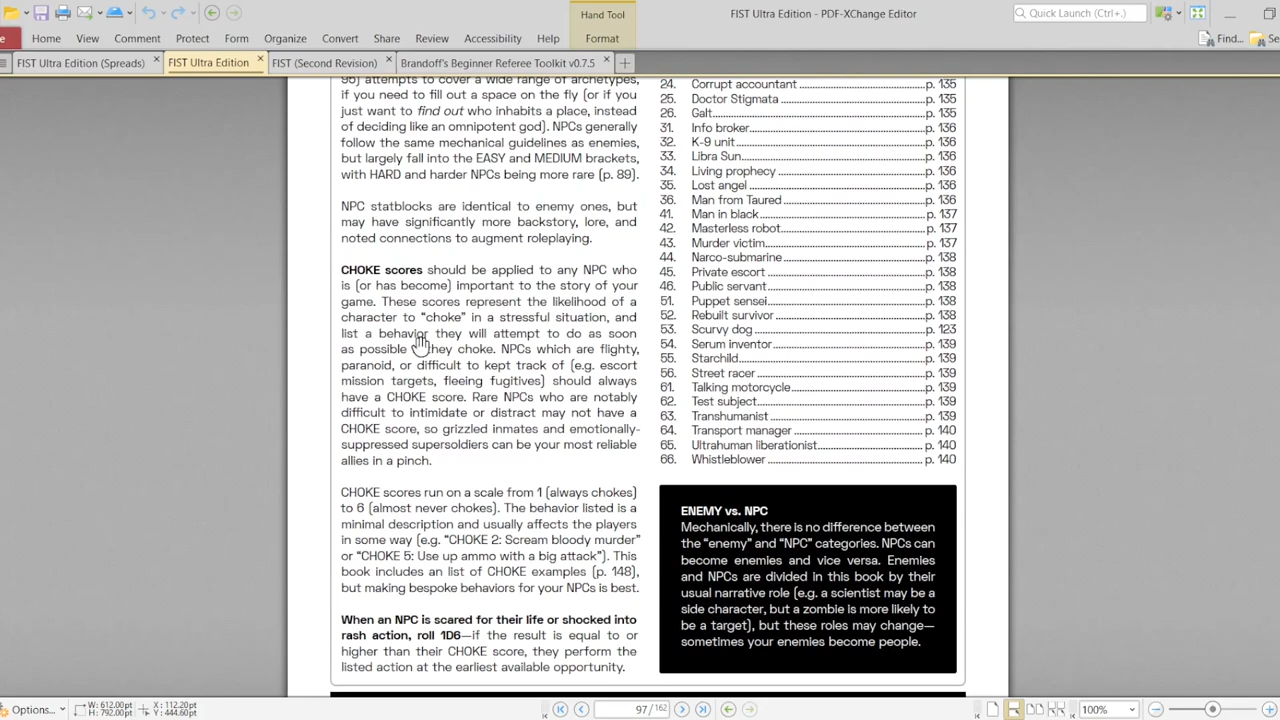 Hand Tool
FIST Ultra Edition - PDF-XChange Editor
Quick Launch (Ctrl+.)
Home View Comment Protect Form Organize Convert Share Review Accessibility Help Format
Find...
FIST Ultra Edition (Spreads) FIST Ultra Edition FIST (Second Revision) Brandoff's Beginner Referee Toolkit v0.7.5
95) attempts to cover a wide range of archetypes,
if you need to fill out a space on the fly (or if you
just want to find out who inhabits a place, instead
of deciding like an omnipotent god). NPCs generally
follow the same mechanical guidelines as enemies,
but largely fall into the EASY and MEDIUM brackets,
with HARD and harder NPCs being more rare (p. 89).
NPC statblocks are identical to enemy ones, but
may have significantly more backstory, lore, and
noted connections to augment roleplaying.
CHOKE scores should be applied to any NPC who
is (or has become) important to the story of your
game. These scores represent the likelihood of a
character to “choke” in a stressful situation, and
list a behavior they will attempt to do as soon
as possible they choke. NPCs which are flighty,
paranoid, or difficult to kept track of (e.g. escort
mission targets, fleeing fugitives) should always
have a CHOKE score. Rare NPCs who are notably
difficult to intimidate or distract may not have a
CHOKE score, so grizzled inmates and emotionally-
suppressed supersoldiers can be your most reliable
allies in a pinch.
CHOKE scores run on a scale from 1 (always chokes)
to 6 (almost never chokes). The behavior listed is a
minimal description and usually affects the players
in some way (e.g. “CHOKE 2: Scream bloody murder”
or “CHOKE 5: Use up ammo with a big attack”). This
book includes an list of CHOKE examples (p. 148),
but making bespoke behaviors for your NPCs is best.
When an NPC is scared for their life or shocked into
rash action, roll 1D6—if the result is equal to or
higher than their CHOKE score, they perform the
listed action at the earliest available opportunity.
24. Corrupt accountant p. 135
25. Doctor Stigmata p. 135
26. Galt p. 135
31. Info broker p. 136
32. K-9 unit p. 136
33. Libra Sun p. 136
34. Living prophecy p. 136
35. Lost angel p. 136
36. Man from Taured p. 136
41. Man in black p. 137
42. Masterless robot p. 137
43. Murder victim p. 137
44. Narco-submarine p. 138
45. Private escort p. 138
46. Public servant p. 138
51. Puppet sensei p. 138
52. Rebuilt survivor p. 138
53. Scurvy dog p. 123
54. Serum inventor p. 139
55. Starchild p. 139
56. Street racer p. 139
61. Talking motorcycle p. 139
62. Test subject p. 139
63. Transhumanist p. 139
64. Transport manager p. 140
65. Ultrahuman liberationist p. 140
66. Whistleblower p. 140
ENEMY vs. NPC
Mechanically, there is no difference between
the “enemy” and “NPC” categories. NPCs can
become enemies and vice versa. Enemies
and NPCs are divided in this book by their
usual narrative role (e.g. a scientist may be a
side character, but a zombie is more likely to
be a target), but these roles may change—
sometimes your enemies become people.
Options... W: 612.00pt H: 792.00pt X: 112.20pt Y: 444.60pt 97 / 162 100%